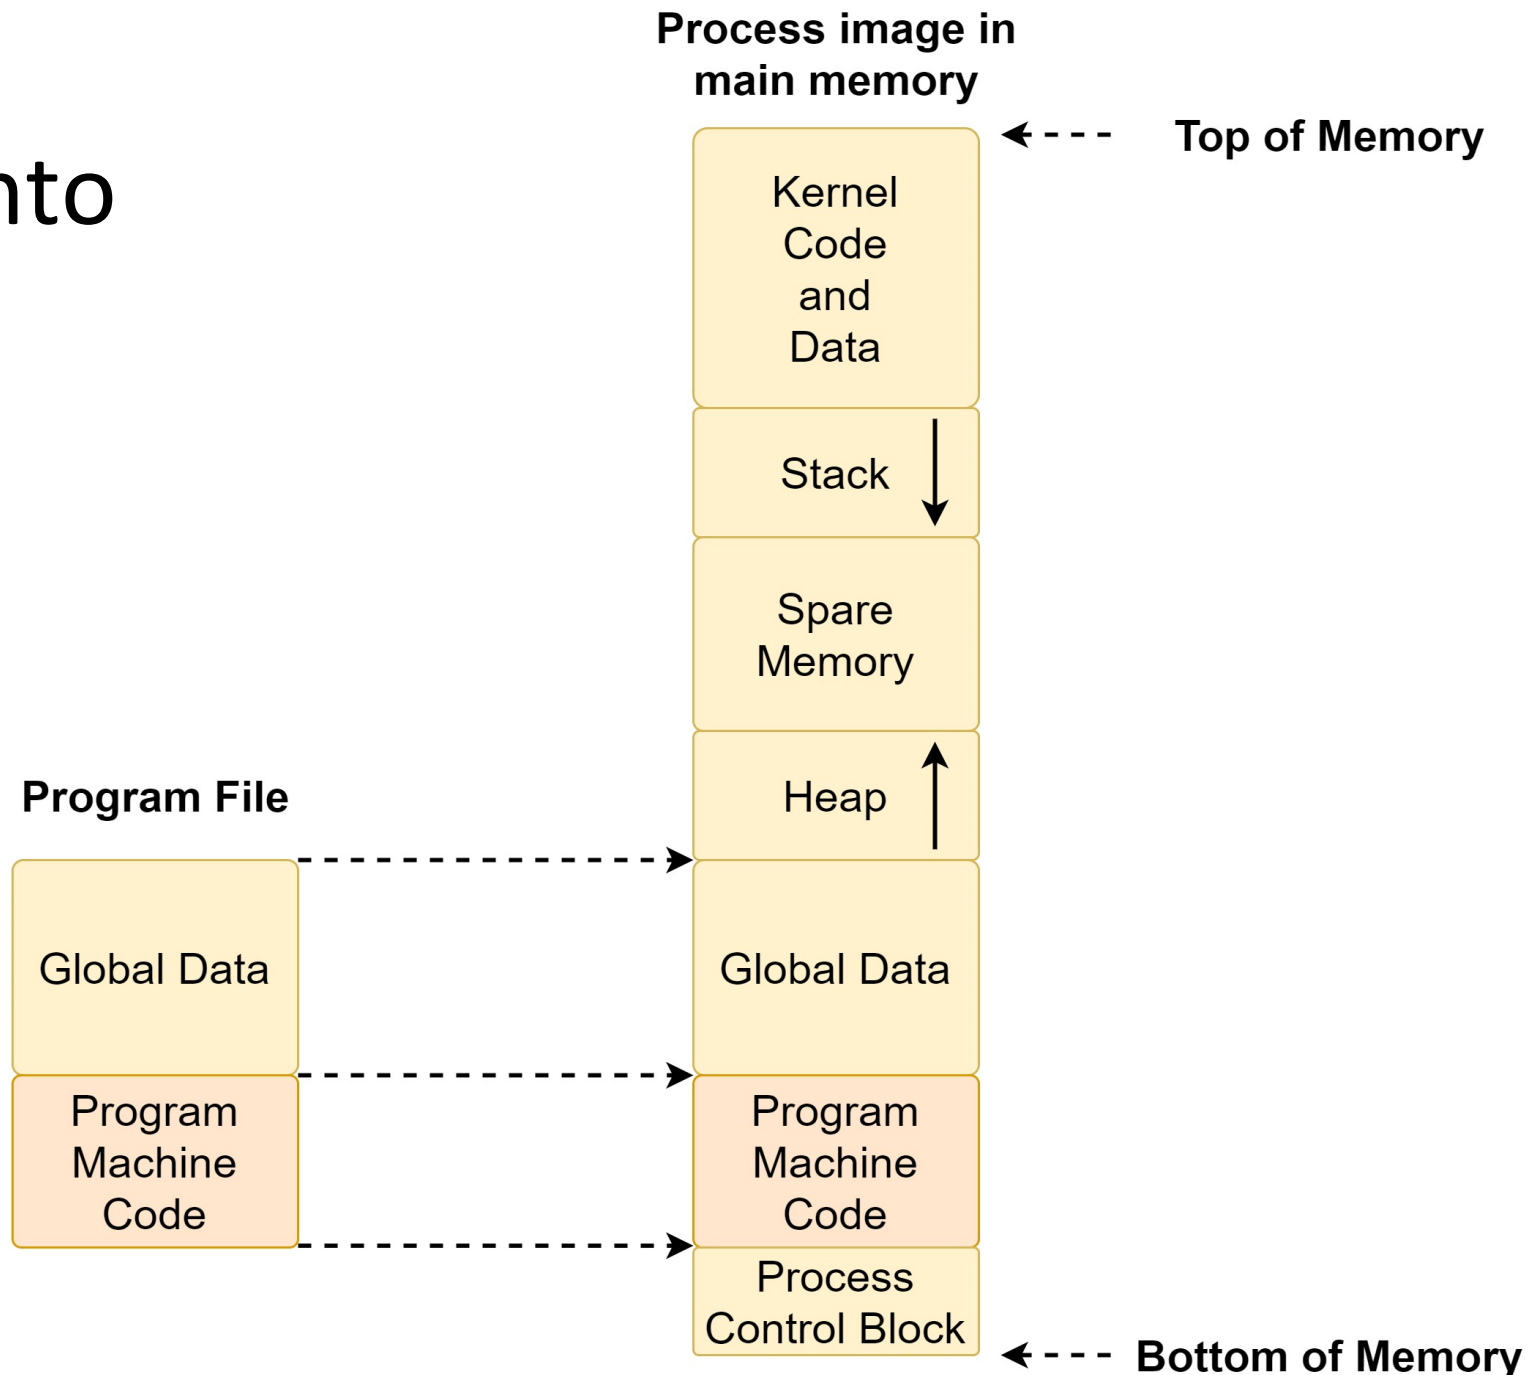 Process image in
main memory
Top of Memory
Kernel
Code
and
Data
Stack
Spare
Memory
Program File
Heap
Global Data
Global Data
Program
Machine
Code
Program
Machine
Code
Process
Control Block
Bottom of Memory